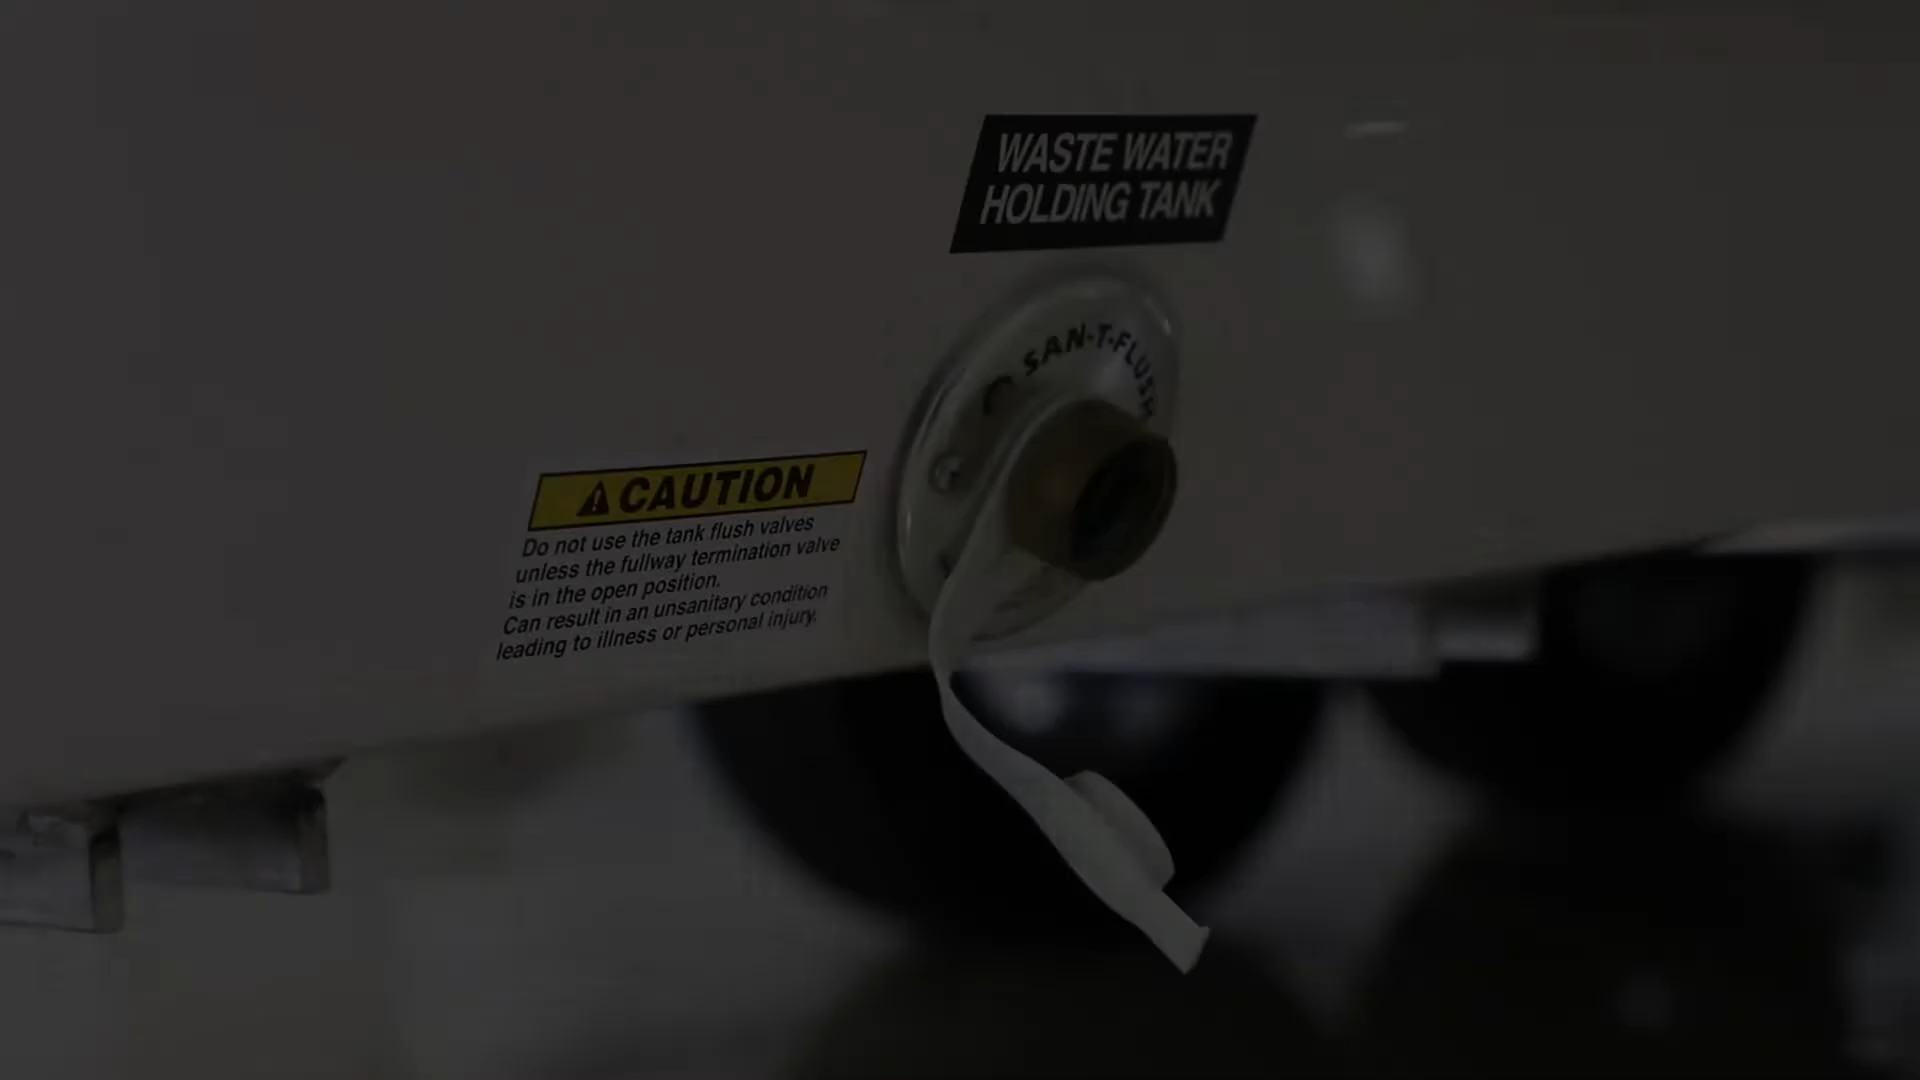 WASTE WATER
HOLDING TANK
SAN-T-FLUSH
CAUTION
Do not use the tank flush valves
unless the fullway termination valve
is in the open position.
Can result in an unsanitary condition
leading to illness or personal injury.